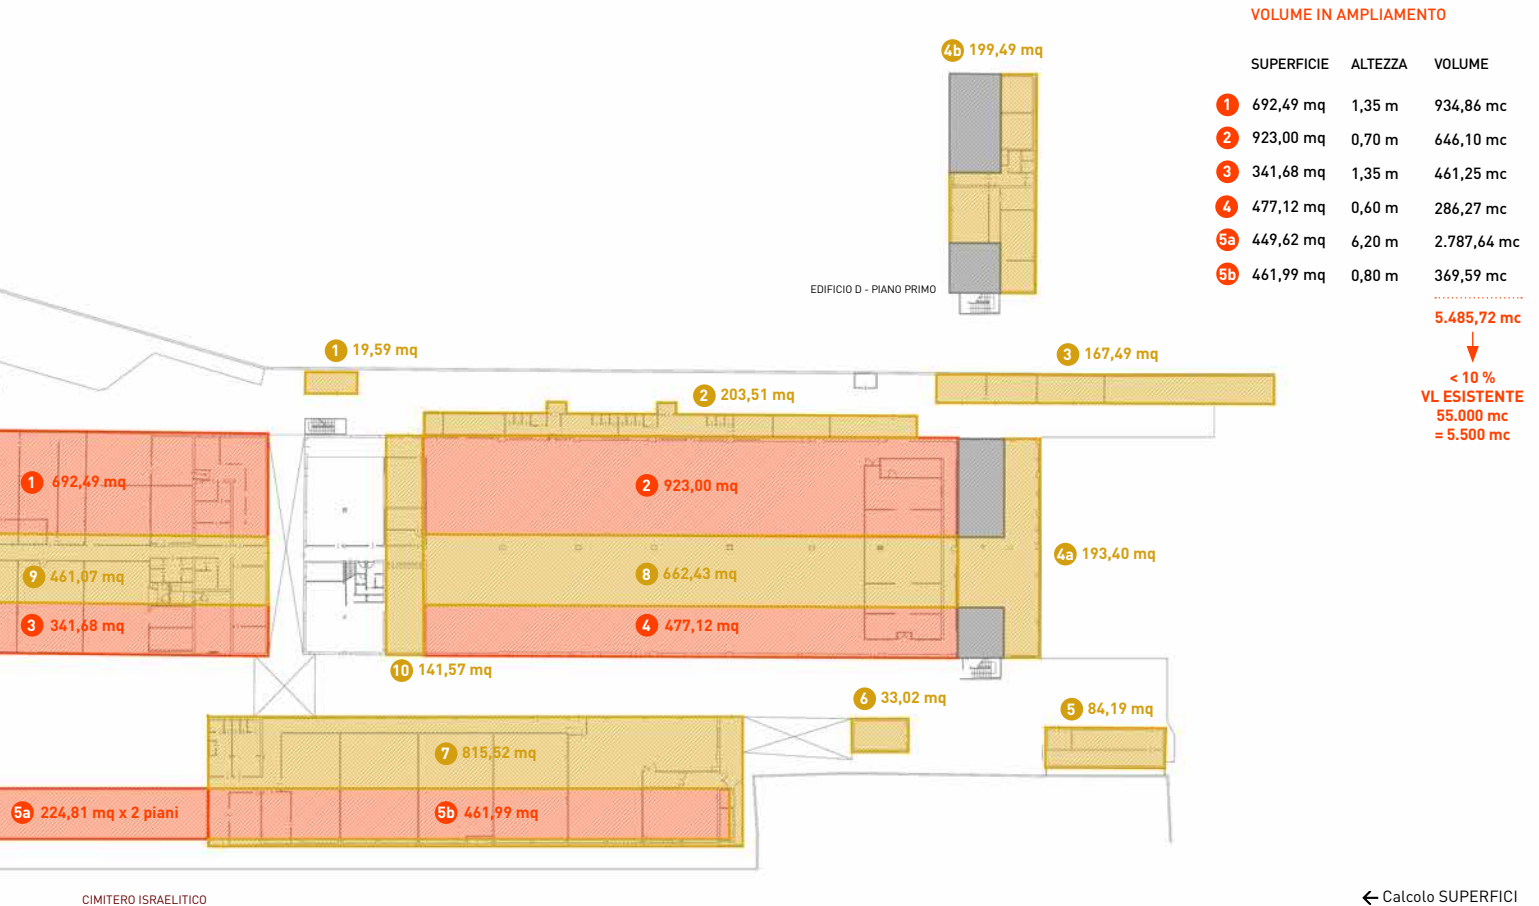 VOLUME IN AMPLIAMENTO
SUPERFICIE ALTEZZA VOLUME
1 692,49 mq 1,35 m 934,86 mc
2 923,00 mq 0,70 m 646,10 mc
3 341,68 mq 1,35 m 461,25 mc
4 477,12 mq 0,60 m 286,27 mc
5a 449,62 mq 6,20 m 2.787,64 mc
5b 461,99 mq 0,80 m 369,59 mc
5.485,72 mc
< 10 %
VL ESISTENTE
55.000 mc
= 5.500 mc
4b 199,49 mq
EDIFICIO D - PIANO PRIMO
1 19,59 mq
3 167,49 mq
2 203,51 mq
1 692,49 mq
2 923,00 mq
4a 193,40 mq
9 461,07 mq
8 662,43 mq
3 341,68 mq
4 477,12 mq
10 141,57 mq
6 33,02 mq
5 84,19 mq
7 815,52 mq
5a 224,81 mq x 2 piani
5b 461,99 mq
CIMITERO ISRAELITICO
← Calcolo SUPERFICI